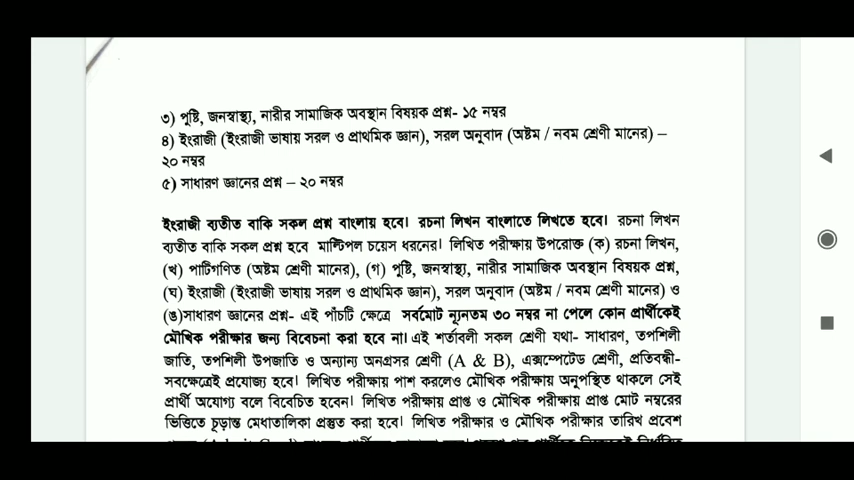 ৩) পুষ্টি, জনস্বাস্থ্য, নারীর সামাজিক অবস্থান বিষয়ক প্রশ্ন- ১৫ নম্বর
৪) ইংরাজী (ইংরাজী ভাষায় সরল ও প্রাথমিক জ্ঞান), সরল অনুবাদ (অষ্টম / নবম শ্রেণী মানের) –
২০ নম্বর
৫) সাধারণ জ্ঞানের প্রশ্ন – ২০ নম্বর
ইংরাজী ব্যতীত বাকি সকল প্রশ্ন বাংলায় হবে। রচনা লিখন বাংলাতে লিখতে হবে। রচনা লিখন
ব্যতীত বাকি সকল প্রশ্ন হবে মাল্টিপল চয়েস ধরনের। লিখিত পরীক্ষায় উপরোক্ত (ক) রচনা লিখন,
(খ) পাটিগণিত (অষ্টম শ্রেণী মানের), (গ) পুষ্টি, জনস্বাস্থ্য, নারীর সামাজিক অবস্থান বিষয়ক প্রশ্ন,
(ঘ) ইংরাজী (ইংরাজী ভাষায় সরল ও প্রাথমিক জ্ঞান), সরল অনুবাদ (অষ্টম / নবম শ্রেণী মানের) ও
(ঙ)সাধারণ জ্ঞানের প্রশ্ন- এই পাঁচটি ক্ষেত্রে সর্বমোট ন্যূনতম ৩০ নম্বর না পেলে কোন প্রার্থীকেই
মৌখিক পরীক্ষার জন্য বিবেচনা করা হবে না। এই শর্তাবলী সকল শ্রেণী যথা- সাধারণ, তপশিলী
জাতি, তপশিলী উপজাতি ও অন্যান্য অনগ্রসর শ্রেণী (A & B), এক্সম্পেটেড শ্রেণী, প্রতিবন্ধী-
সবক্ষেত্রেই প্রযোজ্য হবে। লিখিত পরীক্ষায় পাশ করলেও মৌখিক পরীক্ষায় অনুপস্থিত থাকলে সেই
প্রার্থী অযোগ্য বলে বিবেচিত হবেন। লিখিত পরীক্ষায় প্রাপ্ত ও মৌখিক পরীক্ষায় প্রাপ্ত মোট নম্বরের
ভিত্তিতে চূড়ান্ত মেধাতালিকা প্রস্তুত করা হবে। লিখিত পরীক্ষার ও মৌখিক পরীক্ষার তারিখ প্রবেশ